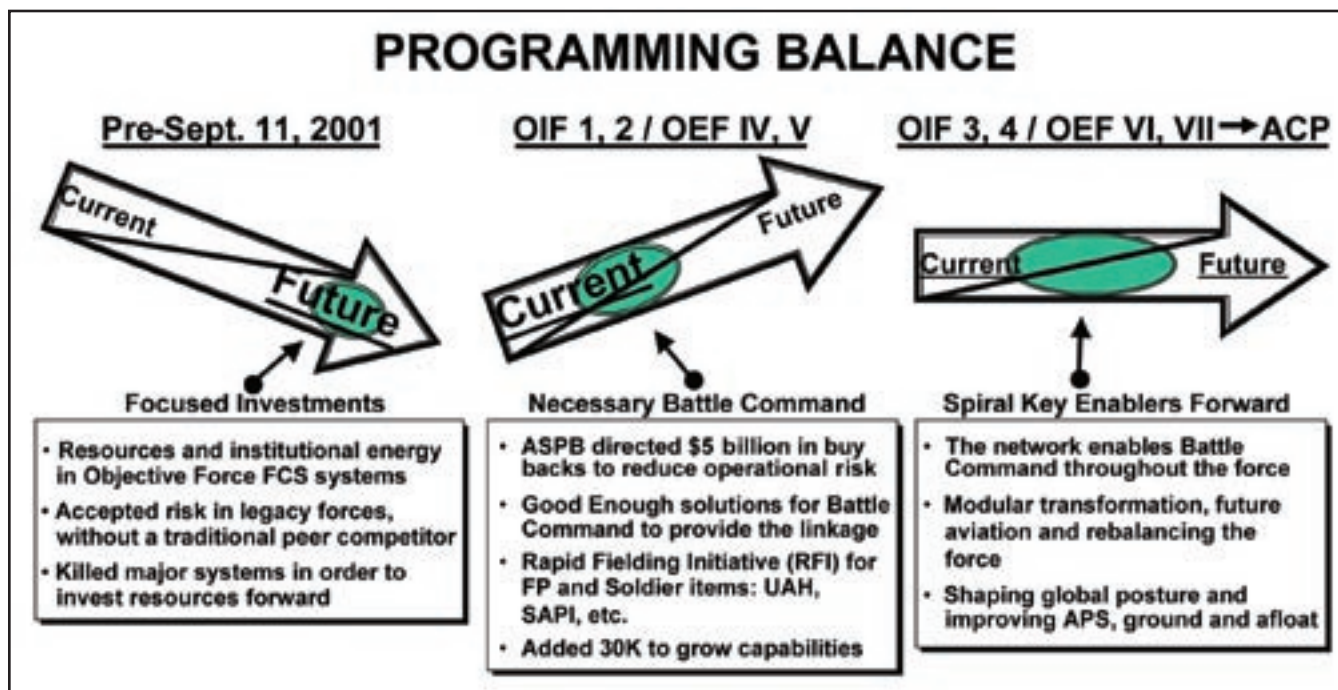 PROGRAMMING BALANCE
Pre-Sept. 11, 2001
Current
Future
Focused Investments
• Resources and institutional energy
in Objective Force FCS systems
• Accepted risk in legacy forces,
without a traditional peer competitor
• Killed major systems in order to
invest resources forward
OIF 1, 2 / OEF IV, V
Current
Future
Necessary Battle Command
• ASPB directed $5 billion in buy
backs to reduce operational risk
• Good Enough solutions for Battle
Command to provide the linkage
• Rapid Fielding Initiative (RFI) for
FP and Soldier items: UAH,
SAPI, etc.
• Added 30K to grow capabilities
OIF 3, 4 / OEF VI, VII → ACP
Current
Future
Spiral Key Enablers Forward
• The network enables Battle
Command throughout the force
• Modular transformation, future
aviation and rebalancing the
force
• Shaping global posture and
improving APS, ground and afloat